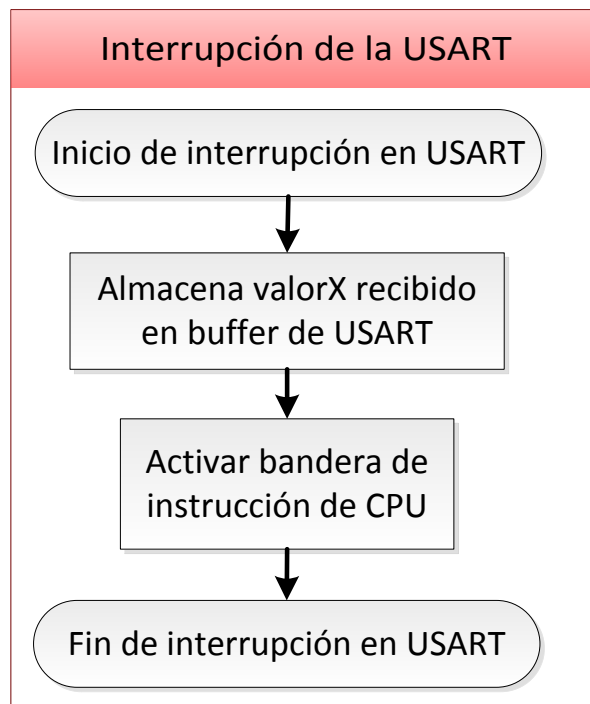 Interrupción de la USART
Inicio de interrupción en USART
Almacena valorX recibido
en buffer de USART
Activar bandera de
instrucción de CPU
Fin de interrupción en USART